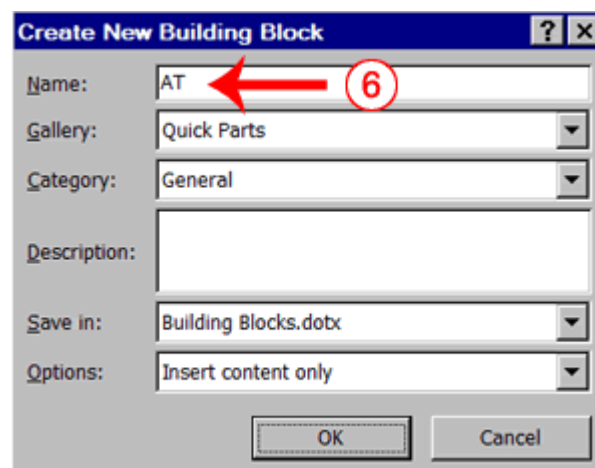 Create New Building Block ? ×
Name: AT 6
Gallery: Quick Parts
Category: General
Description:
Save in: Building Blocks.dotx
Options: Insert content only
OK Cancel